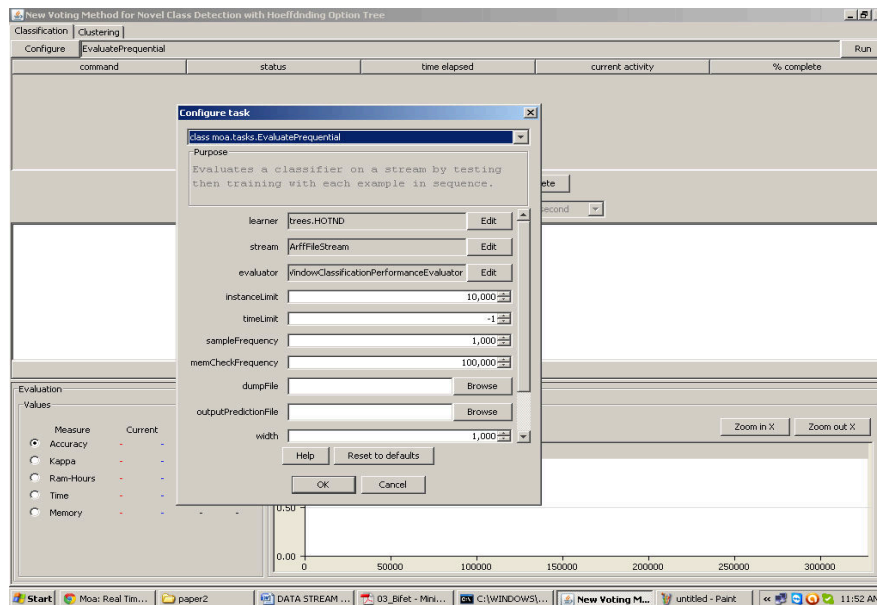 New Voting Method for Novel Class Detection with Hoeffdnding Option Tree
Classification Clustering
Configure EvaluatePrequential Run
command status time elapsed current activity % complete
Configure task
class moa.tasks.EvaluatePrequential
Purpose
Evaluates a classifier on a stream by testing
then training with each example in sequence.
ete
second
learner trees.HOTND Edit
stream ArffFileStream Edit
evaluator WindowClassificationPerformanceEvaluator Edit
instanceLimit 10,000
timeLimit -1
sampleFrequency 1,000
memCheckFrequency 100,000
dumpFile Browse
outputPredictionFile Browse
width 1,000
Help Reset to defaults
OK Cancel
Evaluation
Values
Measure Current
Accuracy - -
Kappa - -
Ram-Hours - -
Time - -
Memory - - - -
Zoom in X Zoom out X
0.50
0.00
0 50000 100000 150000 200000 250000 300000
Start Moa: Real Tim... paper2 DATA STREAM ... 03_Bifet - Mini... C:\WINDOWS\... New Voting M... untitled - Paint « 11:52 AM